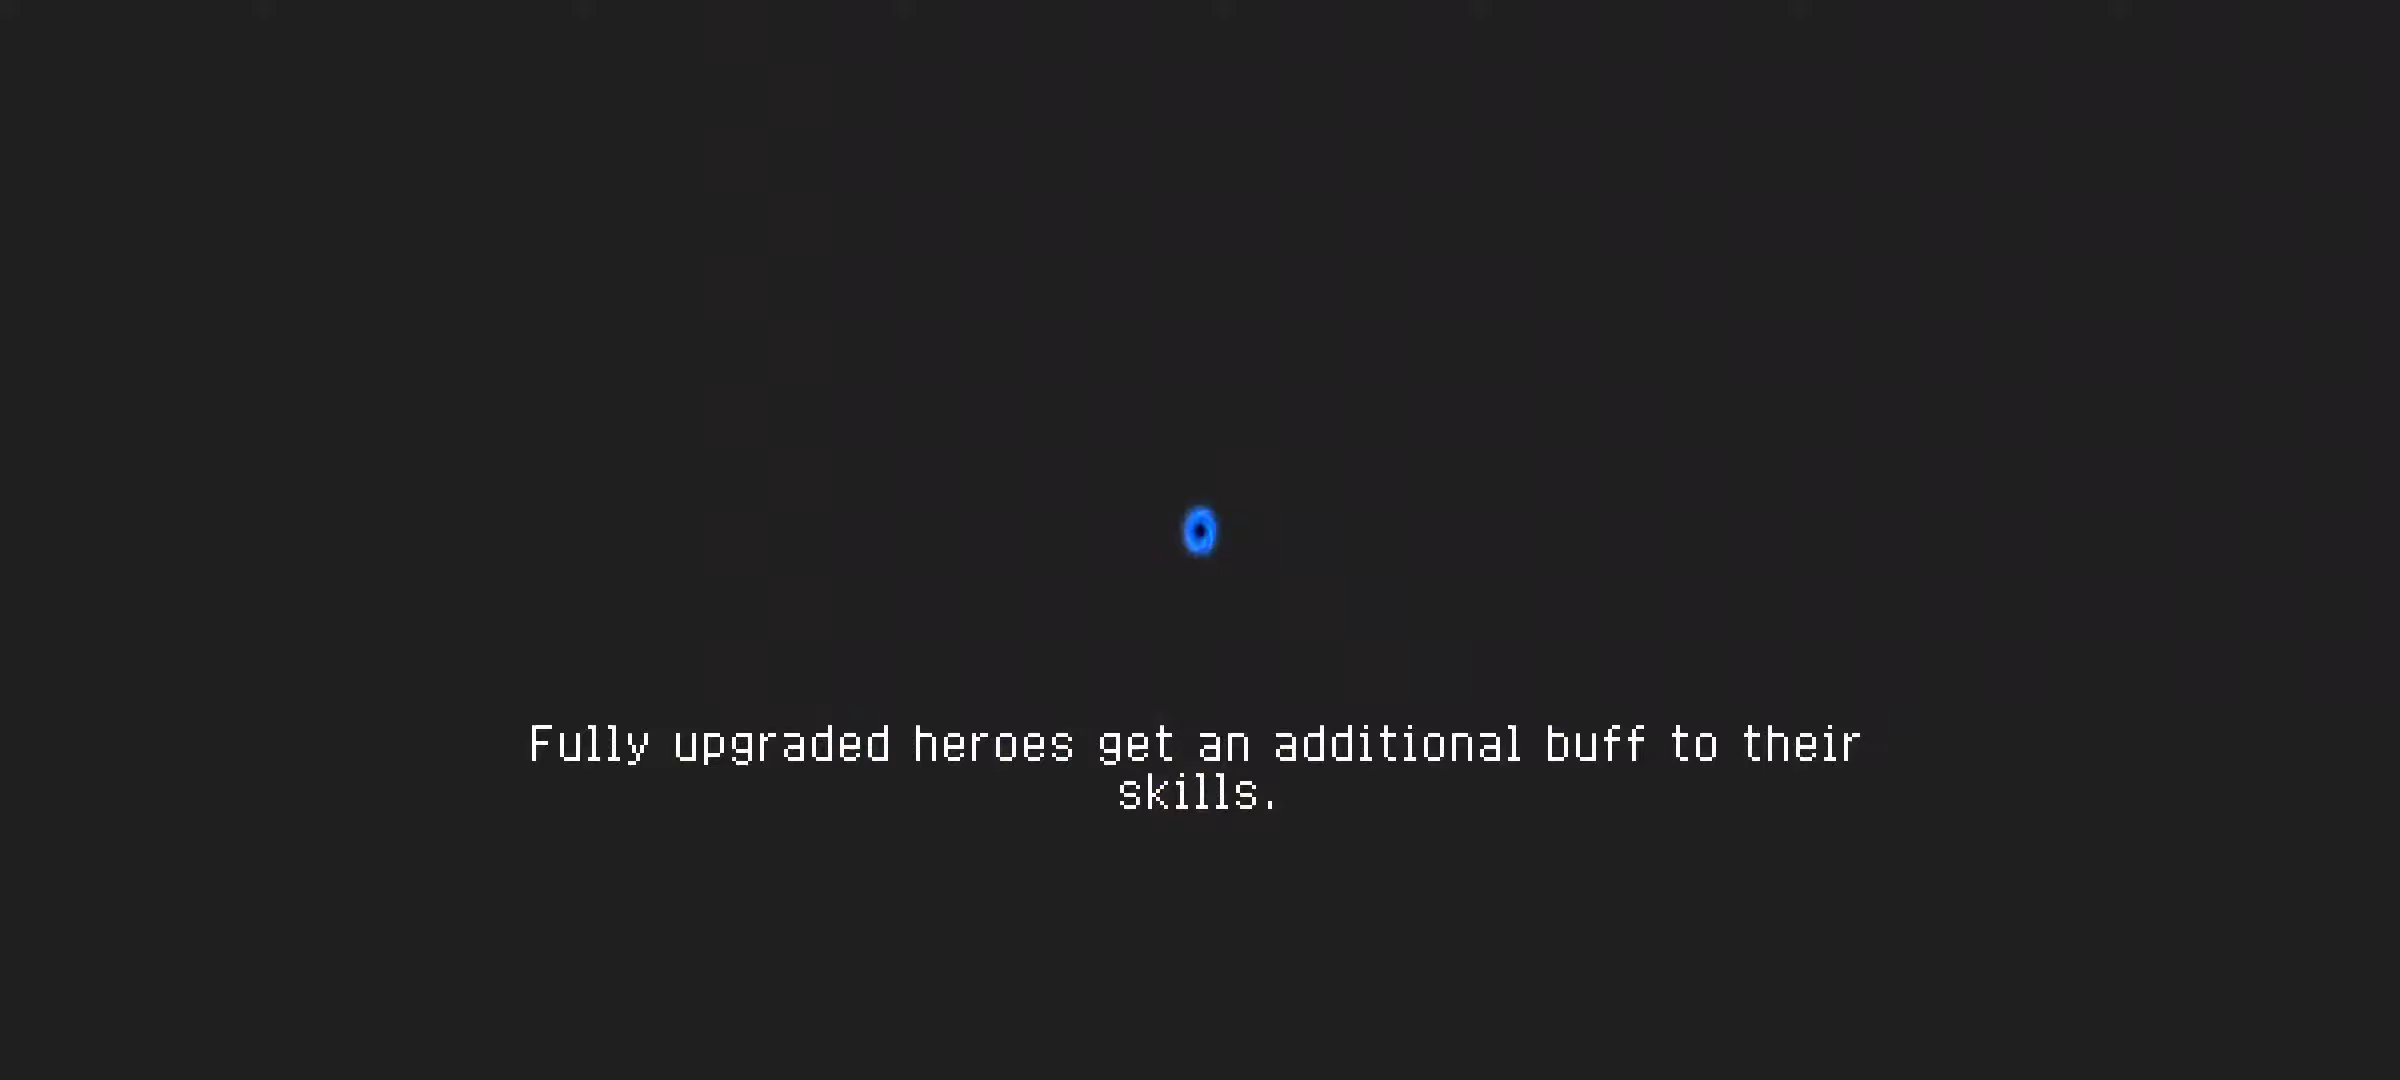 Fully upgraded heroes get an additional buff to their
skills.